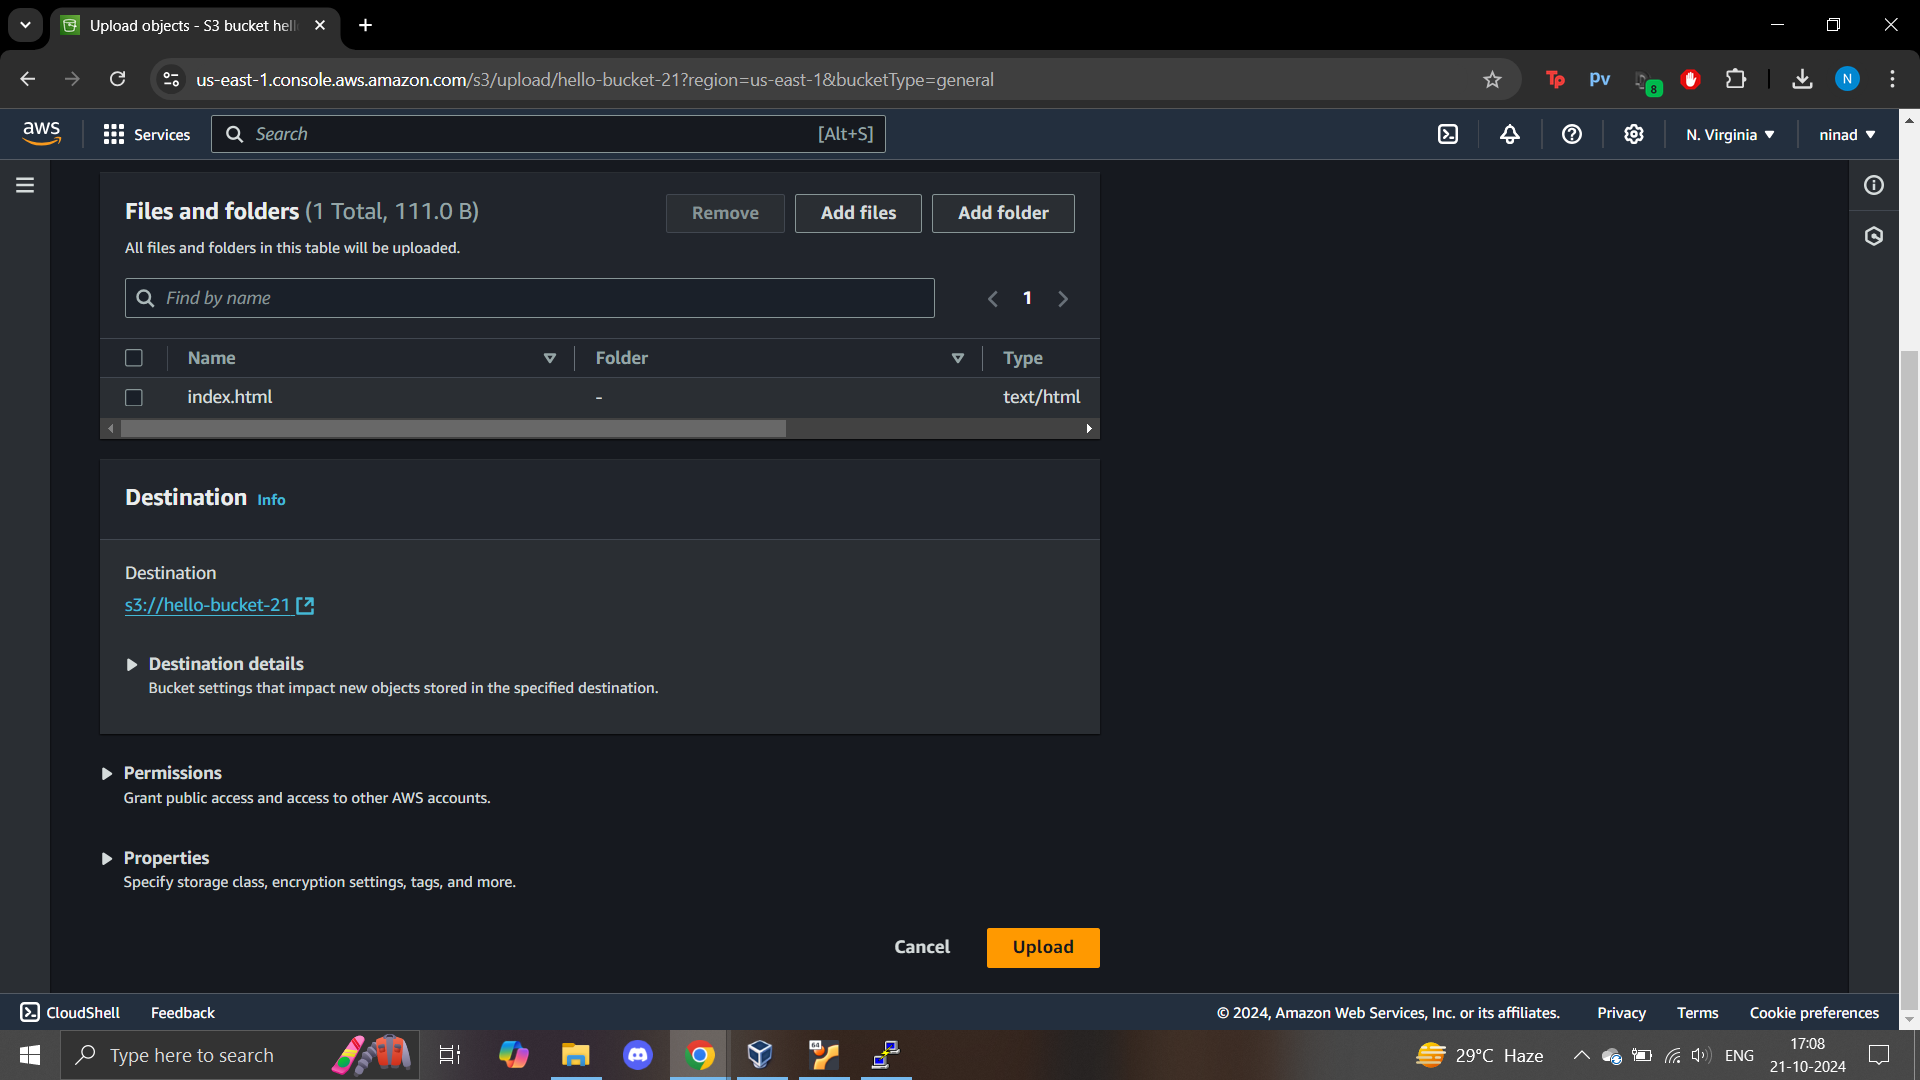 Upload objects - S3 bucket hell
us-east-1.console.aws.amazon.com/s3/upload/hello-bucket-21?region=us-east-1&bucketType=general
Tp
pv
8
N
aws
Services
Search
[Alt+S]
N. Virginia
ninad
Files and folders (1 Total, 111.0 B)
Remove
Add files
Add folder
All files and folders in this table will be uploaded.
Find by name
1
Name
Folder
Type
index.html
-
text/html
Destination Info
Destination
s3://hello-bucket-21
Destination details
Bucket settings that impact new objects stored in the specified destination.
Permissions
Grant public access and access to other AWS accounts.
Properties
Specify storage class, encryption settings, tags, and more.
Cancel
Upload
CloudShell
Feedback
© 2024, Amazon Web Services, Inc. or its affiliates.
Privacy
Terms
Cookie preferences
Type here to search
64
29°C Haze
ENG
17:08
21-10-2024